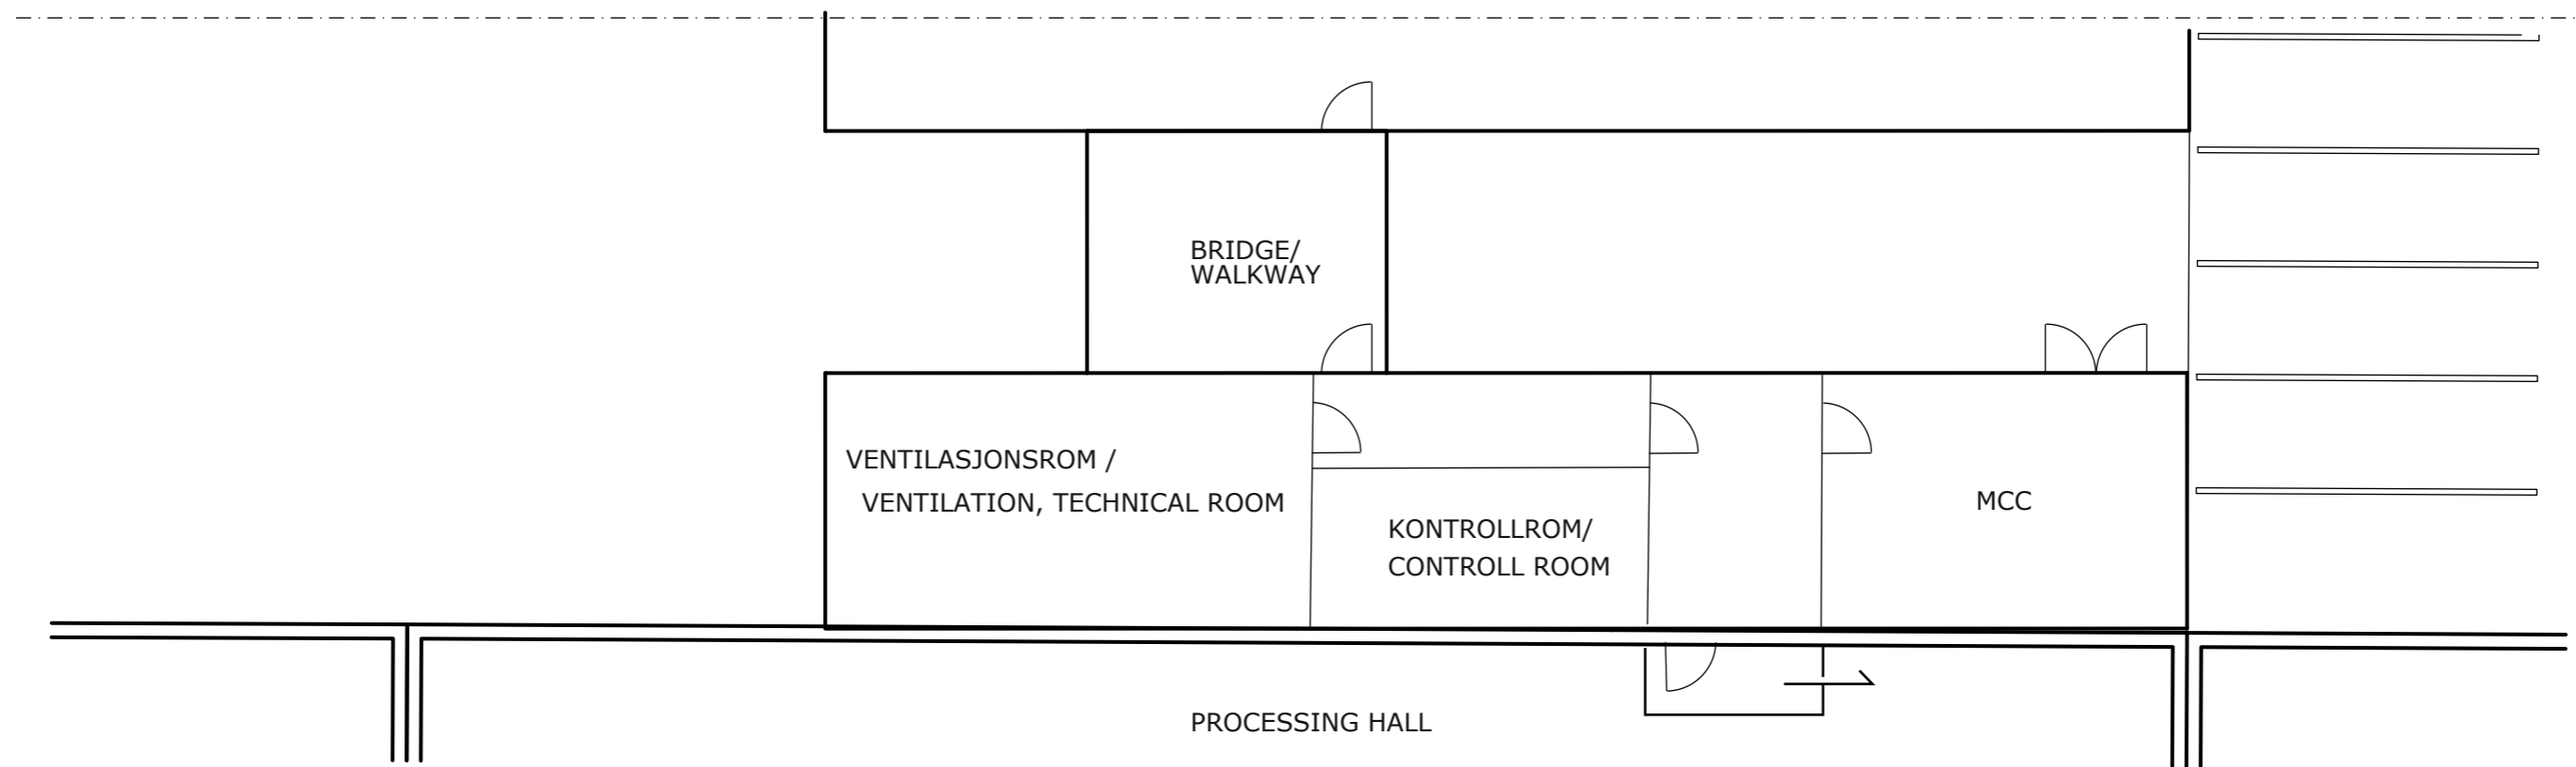 BRIDGE/
WALKWAY
VENTILASJONSROM /
VENTILATION, TECHNICAL ROOM
KONTROLLROM/
CONTROLL ROOM
MCC
PROCESSING HALL